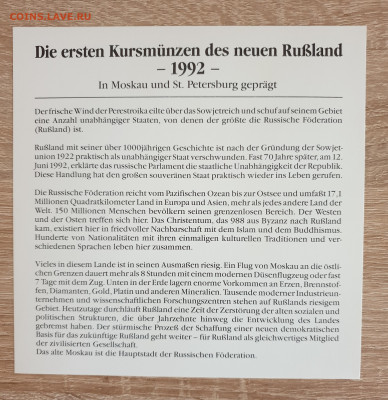 COINS.LAVE.RU
Die ersten Kursmünzen des neuen Rußland
– 1992 –
In Moskau und St. Petersburg geprägt
Der frische Wind der Perestroika eilte über das Sowjetreich und schuf auf seinem Gebiet
eine Anzahl unabhängiger Staaten, von denen der größte die Russische Föderation
(Rußland) ist.
Rußland mit seiner über 1000jährigen Geschichte ist nach der Gründung der Sowjet-
union 1922 praktisch als unabhängiger Staat verschwunden. Fast 70 Jahre später, am 12.
Juni 1992, erklärte das russische Parlament die staatliche Unabhängigkeit der Republik.
Diese Handlung hat den großen souveränen Staat praktisch wieder ins Leben gerufen.
Die Russische Föderation reicht vom Pazifischen Ozean bis zur Ostsee und umfaßt 17,1
Millionen Quadratkilometer Land in Europa und Asien, mehr als jedes andere Land der
Welt. 150 Millionen Menschen bevölkern seinen grenzenlosen Bereich. Der Westen
und der Osten treffen sich hier. Das Christentum, das 988 aus Byzanz nach Rußland
kam, existiert hier in friedvoller Nachbarschaft mit dem Islam und dem Buddhismus.
Hunderte von Nationalitäten mit ihren einmaligen kulturellen Traditionen und ver-
schiedenen Sprachen leben hier zusammen.
Vieles in diesem Lande ist in seinen Ausmaßen riesig. Ein Flug von Moskau an die östli-
chen Grenzen dauert mehr als 8 Stunden mit einem modernen Düsenflugzeug oder fast
7 Tage mit dem Zug. Unten in der Erde lagern enorme Vorkommen an Erzen, Brennstof-
fen, Diamanten, Gold, Platin und anderen Mineralien. Tausende moderner Industrieun-
ternehmen und wissenschaftlichen Forschungszentren stehen auf Rußlands riesigem
Gebiet. Heutzutage durchläuft Rußland eine Zeit der Zerstörung der alten sozialen und
politischen Strukturen, die über Jahrzehnte hinweg die Entwicklung des Landes
gebremst haben. Der stürmische Prozeß der Schaffung einer neuen demokratischen
Basis für das zukünftige Rußland geht weiter – für Rußland als gleichwertiges Mitglied
der zivilisierten Gesellschaft.
Das alte Moskau ist die Hauptstadt der Russischen Föderation.